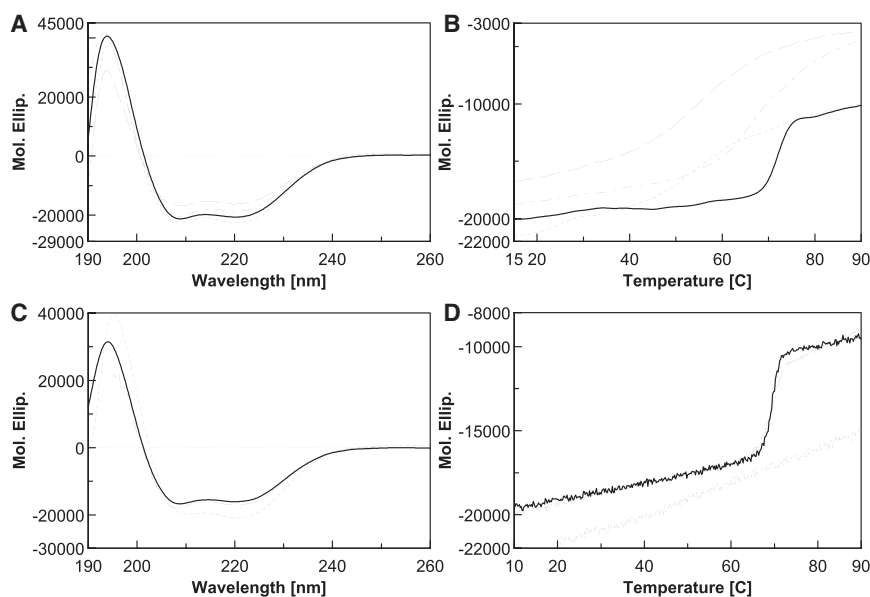 A
45000
20000
0
-20000
-29000
Mol. Ellip.
190 200 220 240 260
Wavelength [nm]
B
-3000
-10000
-20000
-22000
Mol. Ellip.
15 20 40 60 80 90
Temperature [C]
C
40000
20000
0
-20000
-30000
Mol. Ellip.
190 200 220 240 260
Wavelength [nm]
D
-8000
-10000
-15000
-20000
-22000
Mol. Ellip.
10 20 40 60 80 90
Temperature [C]